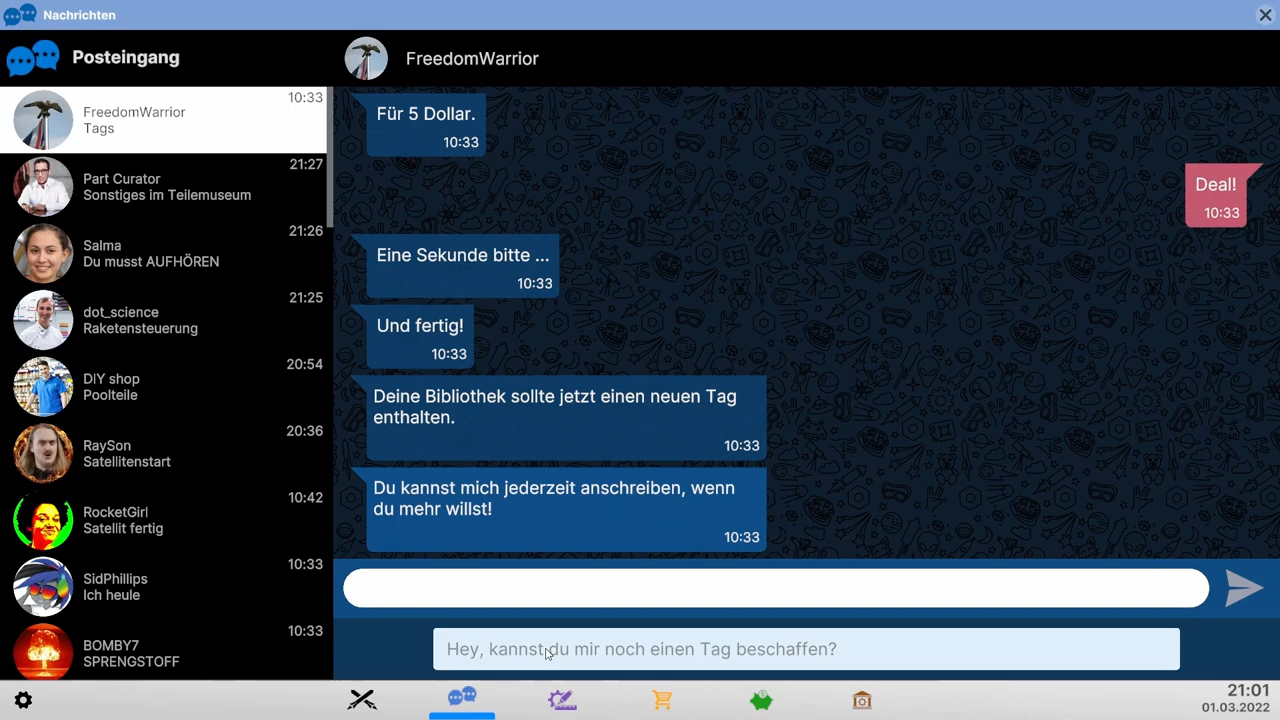 Nachrichten
Posteingang
FreedomWarrior
10:33
FreedomWarrior
Tags
21:27
Part Curator
Sonstiges im Teilemuseum
21:26
Salma
Du musst AUFHÖREN
21:25
dot_science
Raketensteuerung
20:54
DIY shop
Poolteile
20:36
RaySon
Satellitenstart
10:42
RocketGirl
Satellit fertig
10:33
SidPhillips
Ich heule
10:33
BOMBY7
SPRENGSTOFF
Für 5 Dollar.
10:33
Deal!
10:33
Eine Sekunde bitte ...
10:33
Und fertig!
10:33
Deine Bibliothek sollte jetzt einen neuen Tag
enthalten.
10:33
Du kannst mich jederzeit anschreiben, wenn
du mehr willst!
10:33
Hey, kannst du mir noch einen Tag beschaffen?
21:01
01.03.2022